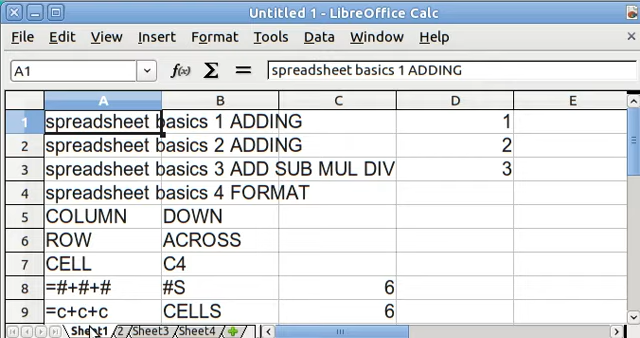 Untitled 1 - LibreOffice Calc
File Edit View Insert Format Tools Data Window Help
A1 f(x) Σ = spreadsheet basics 1 ADDING
A B C D E
1 spreadsheet basics 1 ADDING 1
2 spreadsheet basics 2 ADDING 2
3 spreadsheet basics 3 ADD SUB MUL DIV 3
4 spreadsheet basics 4 FORMAT
5 COLUMN DOWN
6 ROW ACROSS
7 CELL C4
8 =#+#+# #S 6
9 =c+c+c CELLS 6
Sheet1 2 Sheet3 Sheet4